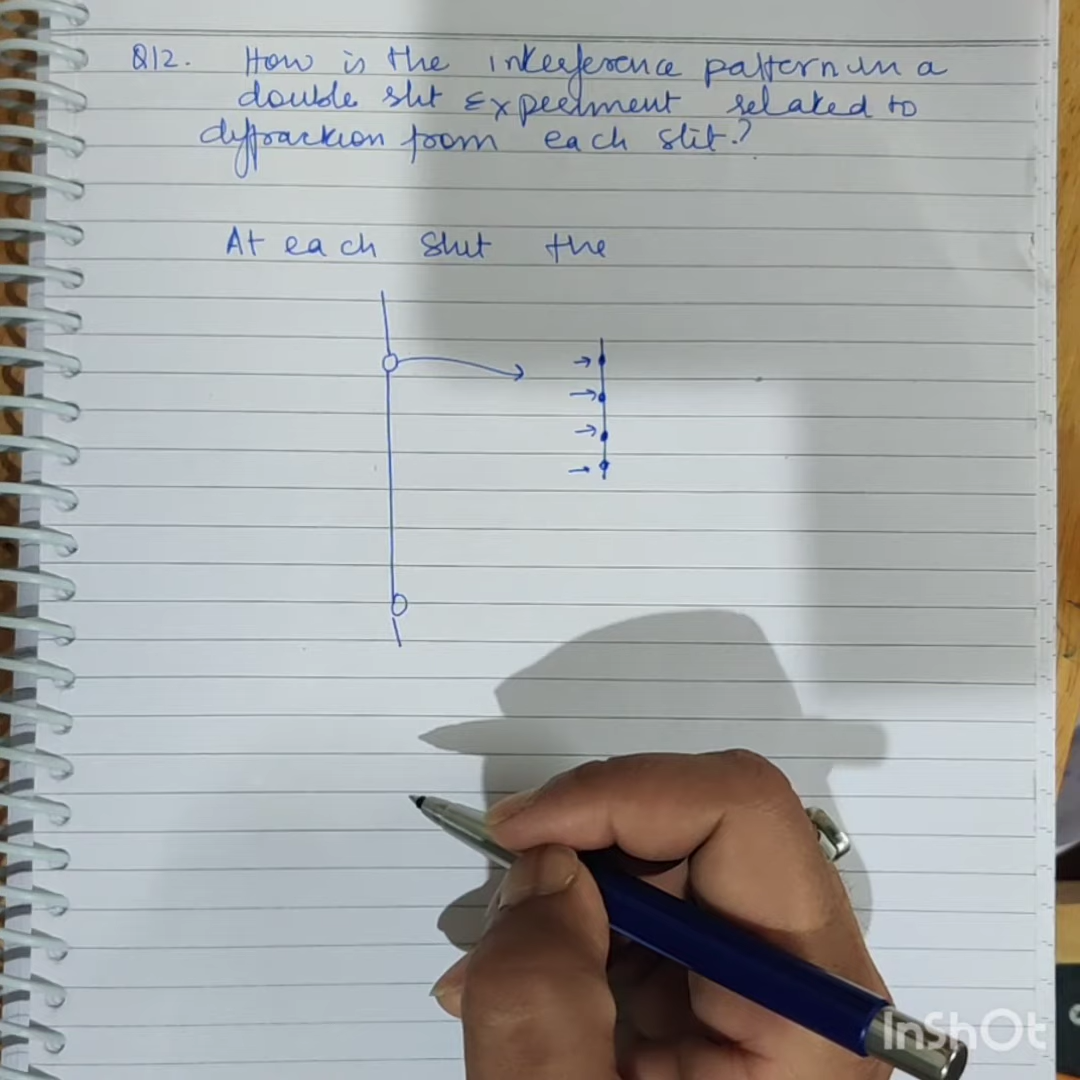 Q12. How is the interference pattern in a
double slit Experiment related to
diffraction from each slit?
At each slit the
InShOt